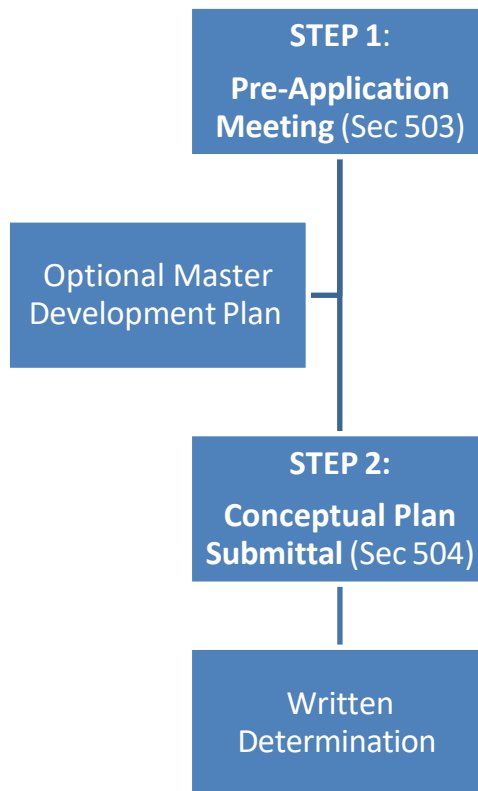 STEP 1:
Pre-Application
Meeting (Sec 503)
Optional Master
Development Plan
STEP 2:
Conceptual Plan
Submittal (Sec 504)
Written
Determination